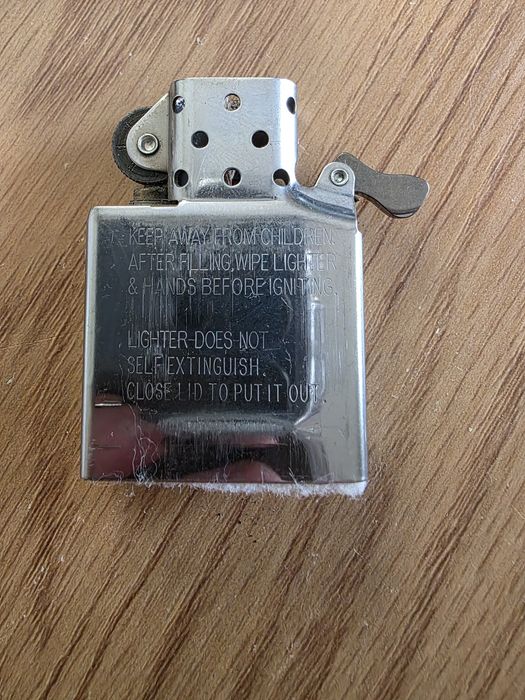 KEEP AWAY FROM CHILDREN.
AFTER FILLING, WIPE LIGHTER
& HANDS BEFORE IGNITING.
LIGHTER DOES NOT
SELF EXTINGUISH.
CLOSE LID TO PUT IT OUT.